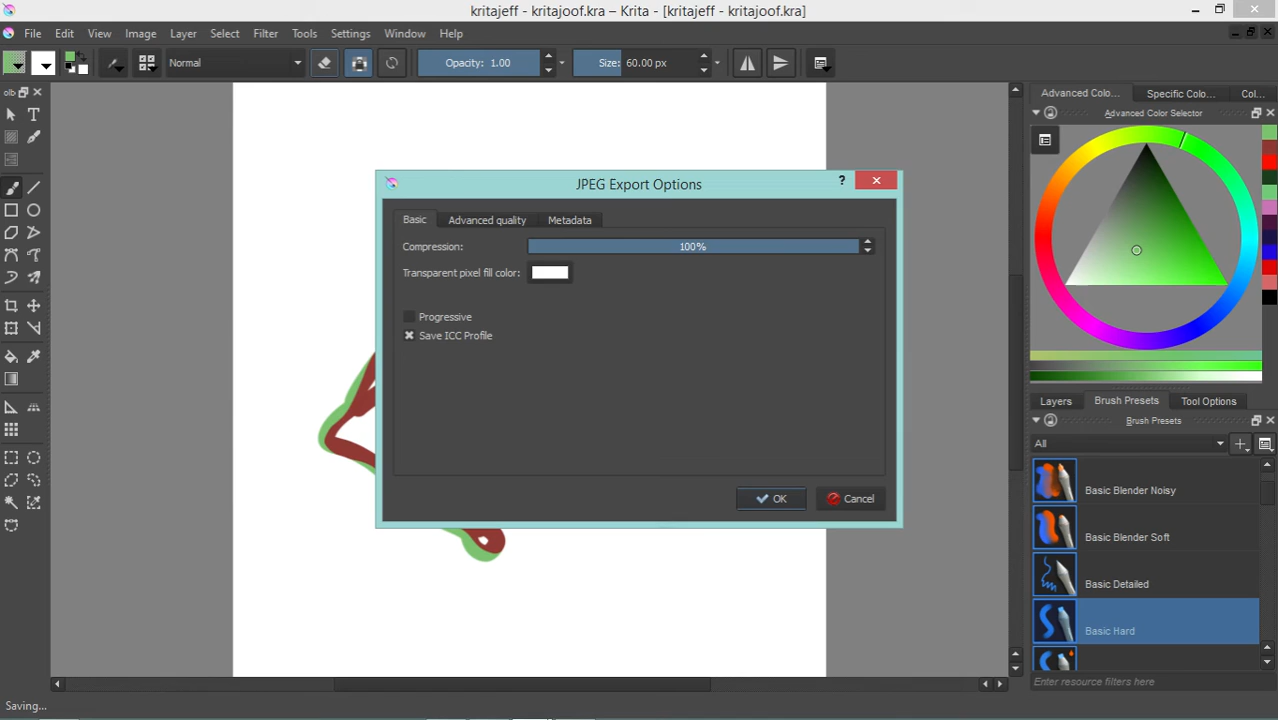 kritajeff - kritajoof.kra – Krita - [kritajeff - kritajoof.kra]
File Edit View Image Layer Select Filter Tools Settings Window Help
Normal Opacity: 1.00 Size: 60.00 px
olb
Advanced Colo... Specific Colo... Col...
Advanced Color Selector
JPEG Export Options ?
Basic Advanced quality Metadata
Compression: 100%
Transparent pixel fill color:
Progressive
Save ICC Profile
OK Cancel
Layers Brush Presets Tool Options
Brush Presets
All
Basic Blender Noisy
Basic Blender Soft
Basic Detailed
Basic Hard
Enter resource filters here
Saving...